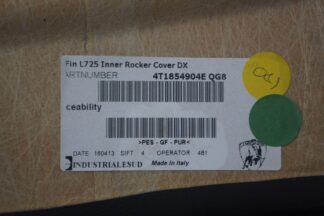 Fin L725 Inner Rocker Cover DX
ARTNUMBER 4T1854904E QG8
ceability
>PES - GF - PUR<
DATE 160413 SIFT 4 - OPERATOR 481
INDUSTRIALESUD Made in Italy